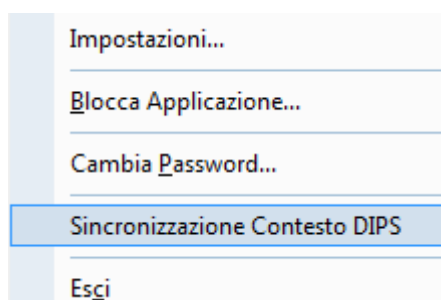 Impostazioni...
Blocca Applicazione...
Cambia Password...
Sincronizzazione Contesto DIPS
Esci